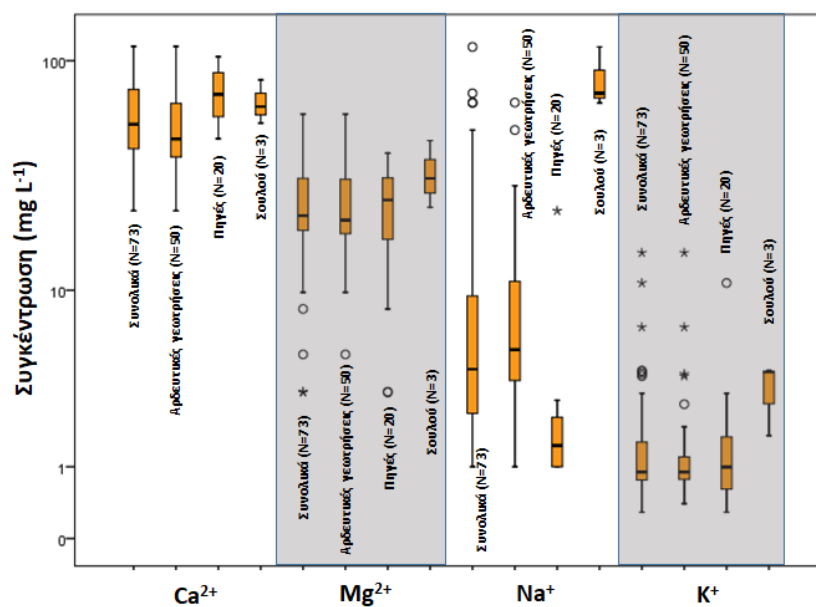 Συγκέντρωση (mg L-1)
100
10
1
0
Συνολικά (N=73)
Αρδευτικές γεωτρήσεις (N=50)
Πηγές (N=20)
Σουλού (N=3)
Συνολικά (N=73)
Αρδευτικές γεωτρήσεις (N=50)
Πηγές (N=20)
Σουλού (N=3)
Συνολικά (N=73)
Αρδευτικές γεωτρήσεις (N=50)
Πηγές (N=20)
Σουλού (N=3)
Συνολικά (N=73)
Αρδευτικές γεωτρήσεις (N=50)
Πηγές (N=20)
Σουλού (N=3)
Ca2+ Mg2+ Na+ K+